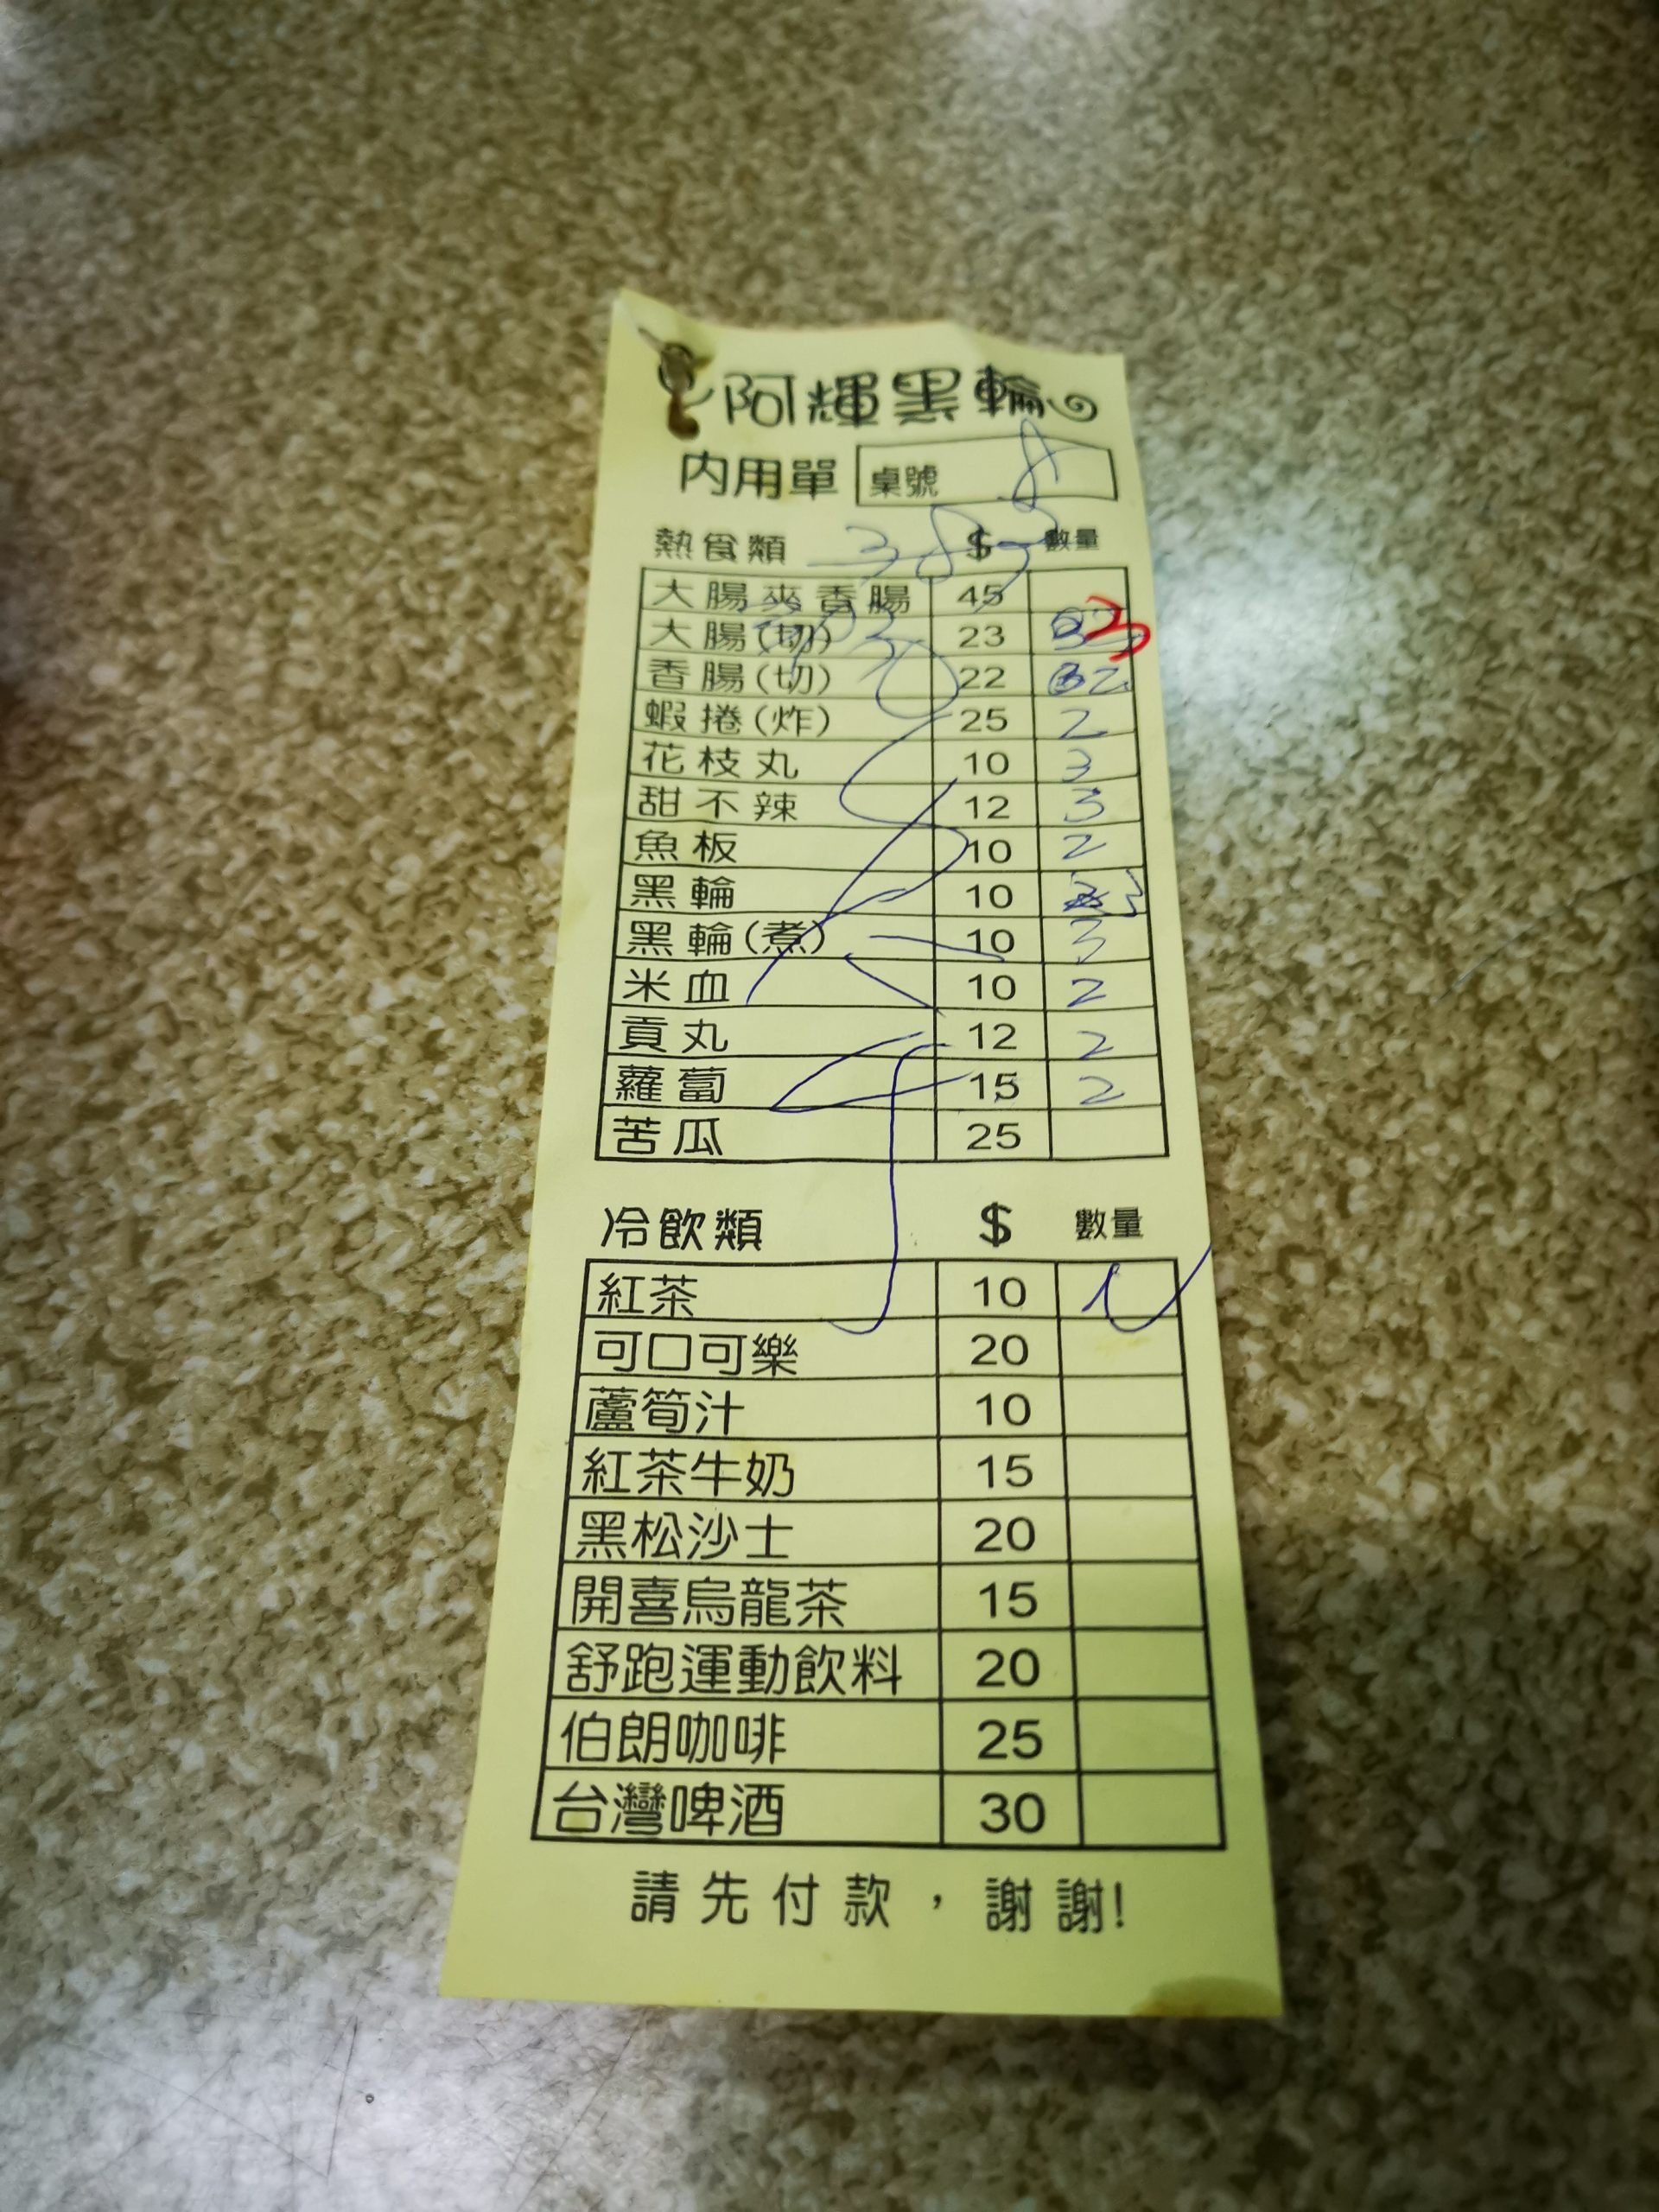 阿輝黑輪
內用單 桌號 8
熱食類 $ 數量
大腸夾香腸 45
大腸(切) 23 3
香腸(切) 22 2
蝦捲(炸) 25 2
花枝丸 10 3
甜不辣 12 3
魚板 10 2
黑輪 10 3
黑輪(煮) 10 3
米血 10 2
貢丸 12 2
蘿蔔 15 2
苦瓜 25
冷飲類 $ 數量
紅茶 10
可口可樂 20
蘆筍汁 10
紅茶牛奶 15
黑松沙士 20
開喜烏龍茶 15
舒跑運動飲料 20
伯朗咖啡 25
台灣啤酒 30
請先付款，謝謝!